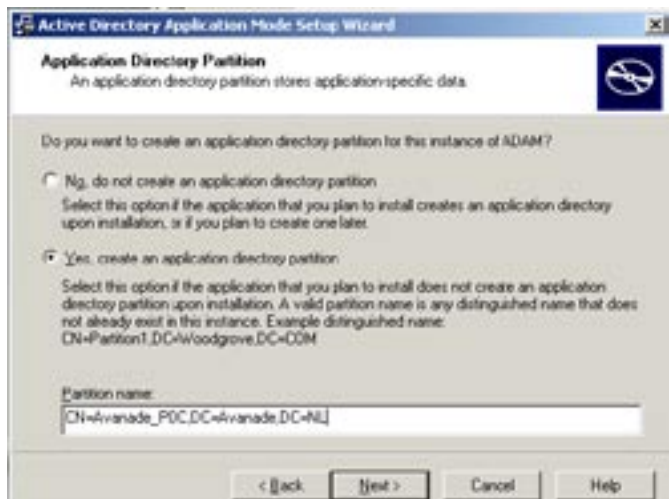 Active Directory Application Mode Setup Wizard
Application Directory Partition
An application directory partition stores application-specific data.
Do you want to create an application directory partition for this instance of ADAM?
No, do not create an application directory partition
Select this option if the application that you plan to install creates an application directory
upon installation, or if you plan to create one later.
Yes, create an application directory partition
Select this option if the application that you plan to install does not create an application
directory partition upon installation. A valid partition name is any distinguished name that does
not already exist in this instance. Example distinguished name:
CN=Partition1,DC=Woodgrove,DC=COM
Partition name:
CN=Avanade_POC,DC=Avanade,DC=NL
< Back
Next >
Cancel
Help